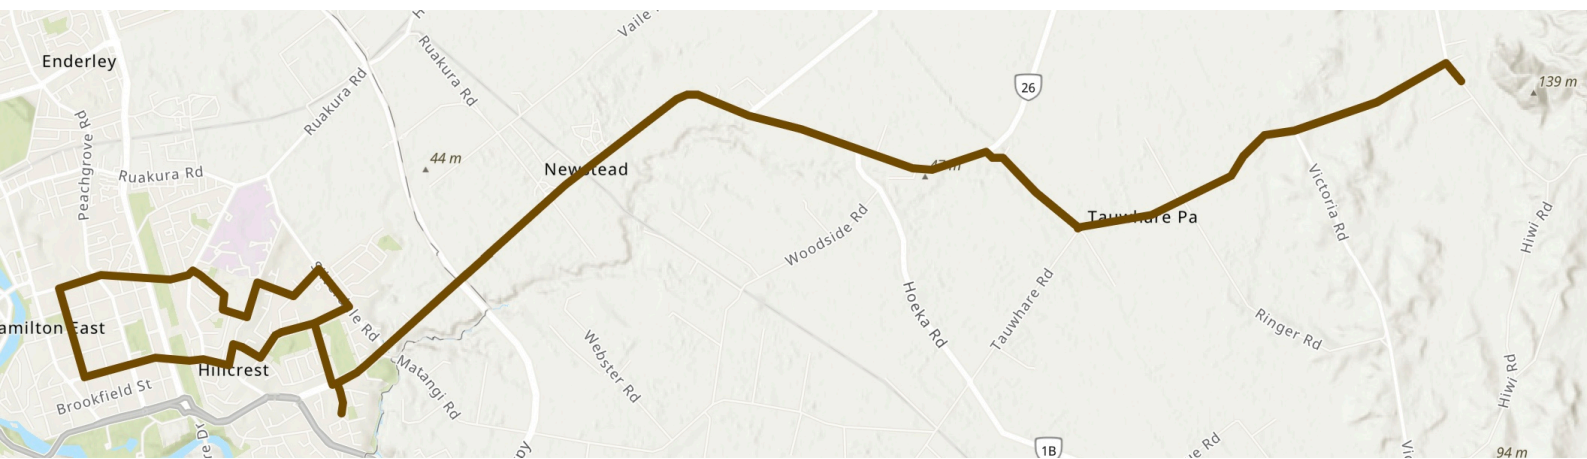 Enderley
Vaile
Ruakura Rd
Ruakura Rd
26
139 m
Peachgrove Rd
44 m
Ruakura Rd
Newstead
47 m
Woodside Rd
Tauwhare Pa
Victoria Rd
Hiwi Rd
amilton East
Hillcrest
Brookfield St
Matangi Rd
Webster Rd
Hoeka Rd
Tauwhare Rd
Ringer Rd
Hiwi Rd
1B
94 m